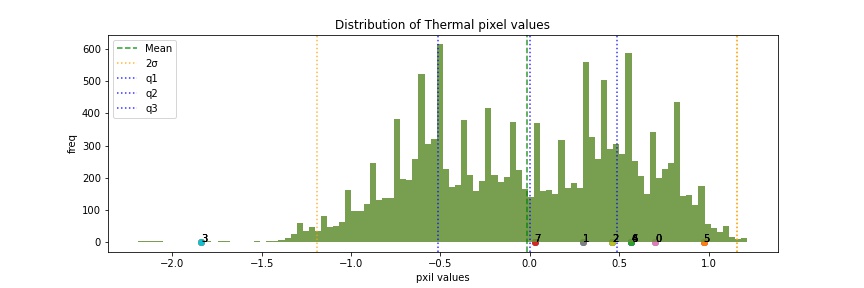 Distribution of Thermal pixel values
Mean
2σ
q1
q2
q3
freq
600
500
400
300
200
100
0
3 7 1 2 6 0 5
−2.0 −1.5 −1.0 −0.5 0.0 0.5 1.0
pxil values